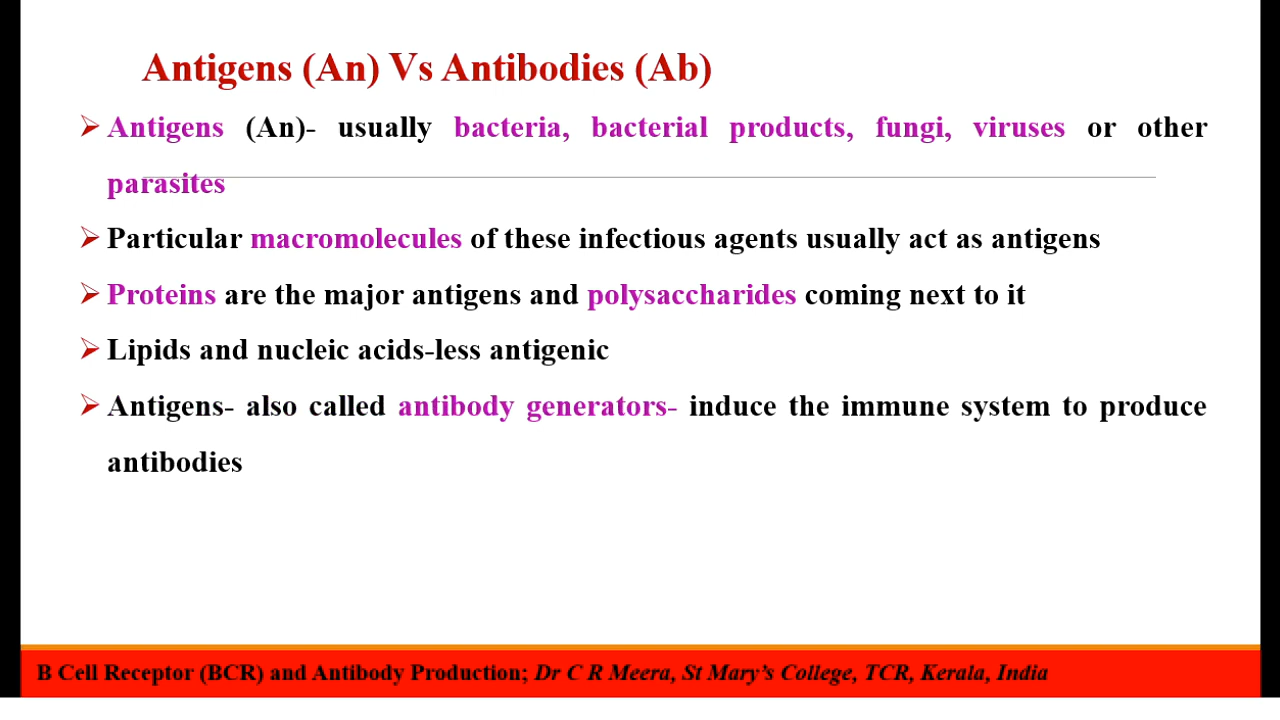 Antigens (An) Vs Antibodies (Ab)
Antigens (An)- usually bacteria, bacterial products, fungi, viruses or other
parasites
Particular macromolecules of these infectious agents usually act as antigens
Proteins are the major antigens and polysaccharides coming next to it
Lipids and nucleic acids-less antigenic
Antigens- also called antibody generators- induce the immune system to produce
antibodies
B Cell Receptor (BCR) and Antibody Production; Dr C R Meera, St Mary’s College, TCR, Kerala, India